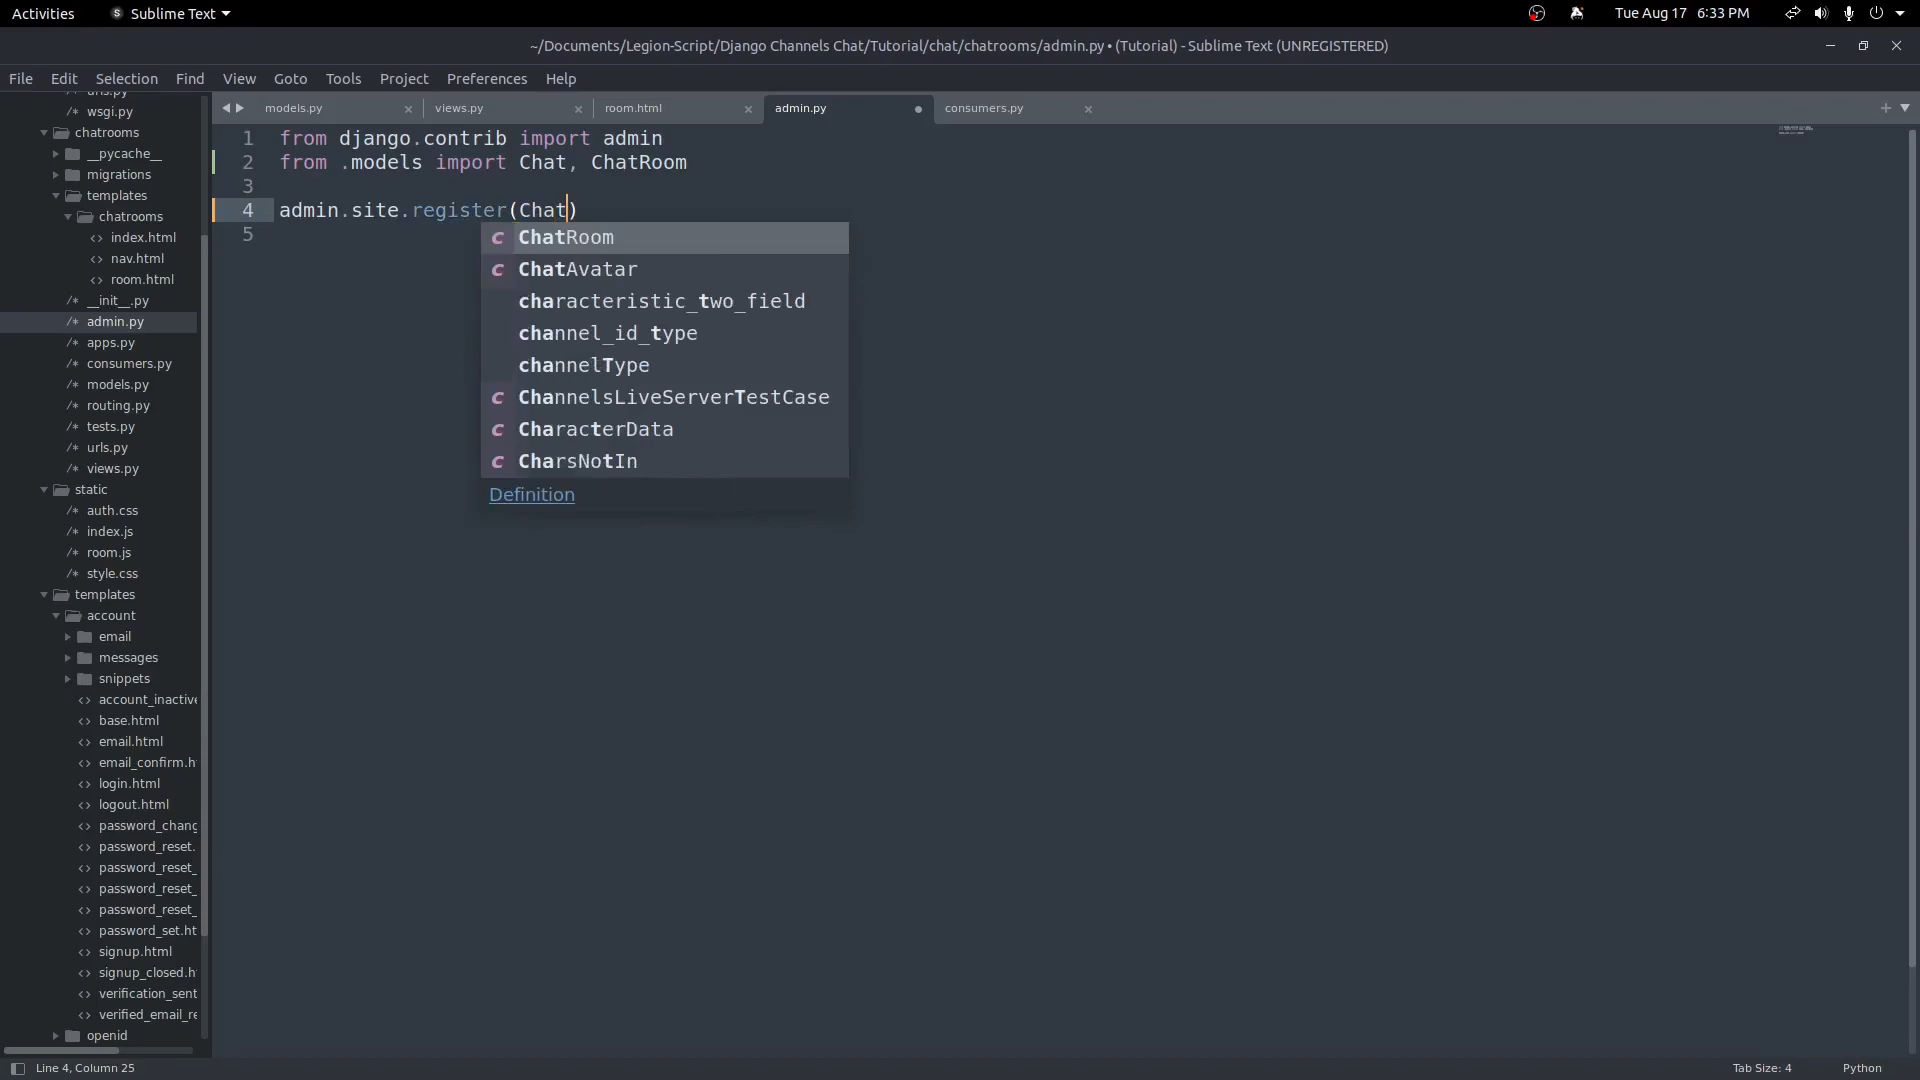 Activities
Sublime Text
Tue Aug 17 6:33 PM
~/Documents/Legion-Script/Django Channels Chat/Tutorial/chat/chatrooms/admin.py • (Tutorial) - Sublime Text (UNREGISTERED)
File Edit Selection Find View Goto Tools Project Preferences Help
models.py
views.py
room.html
admin.py
consumers.py
urls.py
wsgi.py
chatrooms
__pycache__
migrations
templates
chatrooms
index.html
nav.html
room.html
__init__.py
admin.py
apps.py
consumers.py
models.py
routing.py
tests.py
urls.py
views.py
static
auth.css
index.js
room.js
style.css
templates
account
email
messages
snippets
account_inactive
base.html
email.html
email_confirm.h
login.html
logout.html
password_chang
password_reset.
password_reset_
password_reset_
password_reset_
password_set.ht
signup.html
signup_closed.h
verification_sent
verified_email_re
openid
1 from django.contrib import admin
2 from .models import Chat, ChatRoom
3
4 admin.site.register(Chat)
5
c ChatRoom
c ChatAvatar
characteristic_two_field
channel_id_type
channelType
c ChannelsLiveServerTestCase
c CharacterData
c CharsNotIn
Definition
Line 4, Column 25
Tab Size: 4
Python